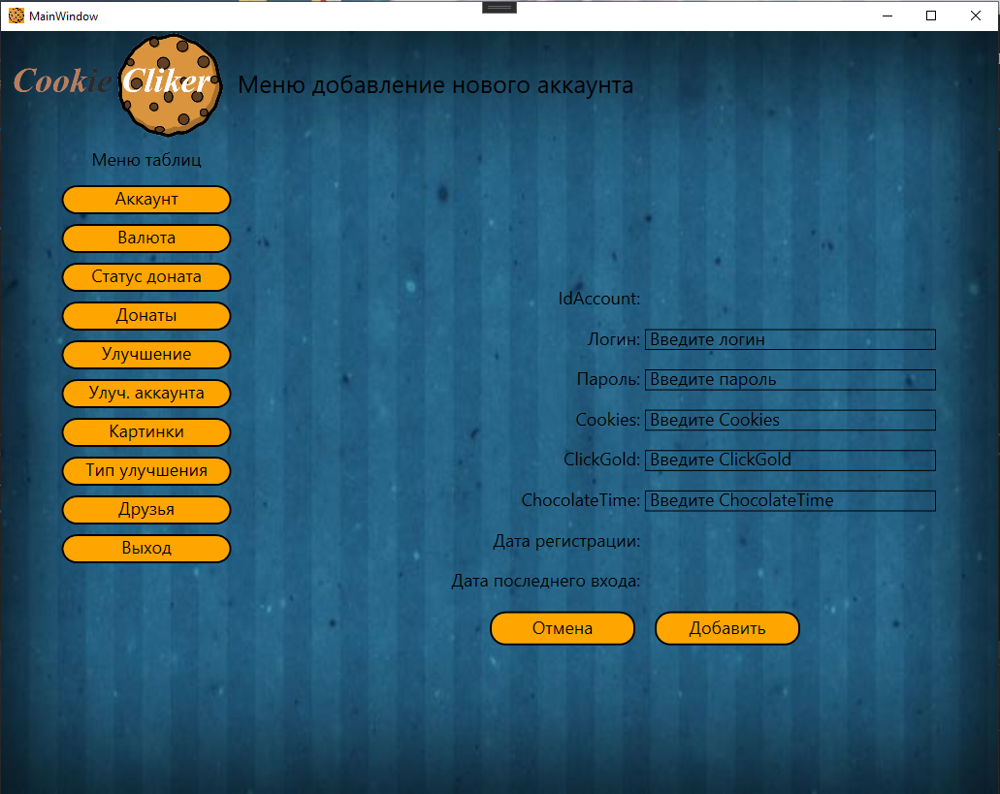 MainWindow
Cookie Cliker
Меню добавление нового аккаунта
Меню таблиц
Аккаунт
Валюта
Статус доната
Донаты
Улучшение
Улуч. аккаунта
Картинки
Тип улучшения
Друзья
Выход
IdAccount:
Логин: Введите логин
Пароль: Введите пароль
Cookies: Введите Cookies
ClickGold: Введите ClickGold
ChocolateTime: Введите ChocolateTime
Дата регистрации:
Дата последнего входа:
Отмена Добавить